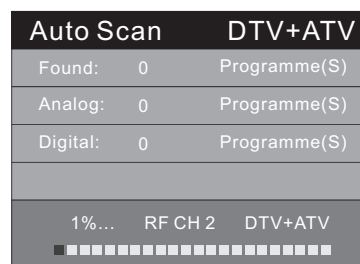 Auto Scan DTV+ATV
Found: 0 Programme(S)
Analog: 0 Programme(S)
Digital: 0 Programme(S)
1%... RF CH 2 DTV+ATV